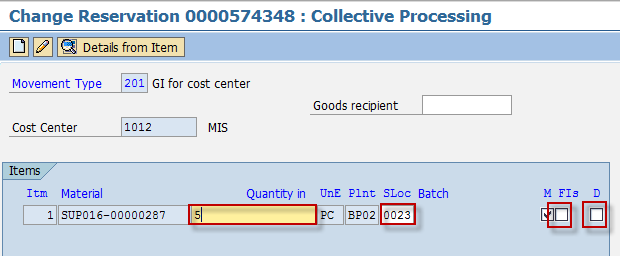 Change Reservation 0000574348 : Collective Processing
Details from Item
Movement Type 201 GI for cost center
Goods recipient
Cost Center 1012 MIS
Items
Itm Material Quantity in UnE Plnt SLoc Batch M FIs D
1 SUP016-00000287 5 PC BP02 0023